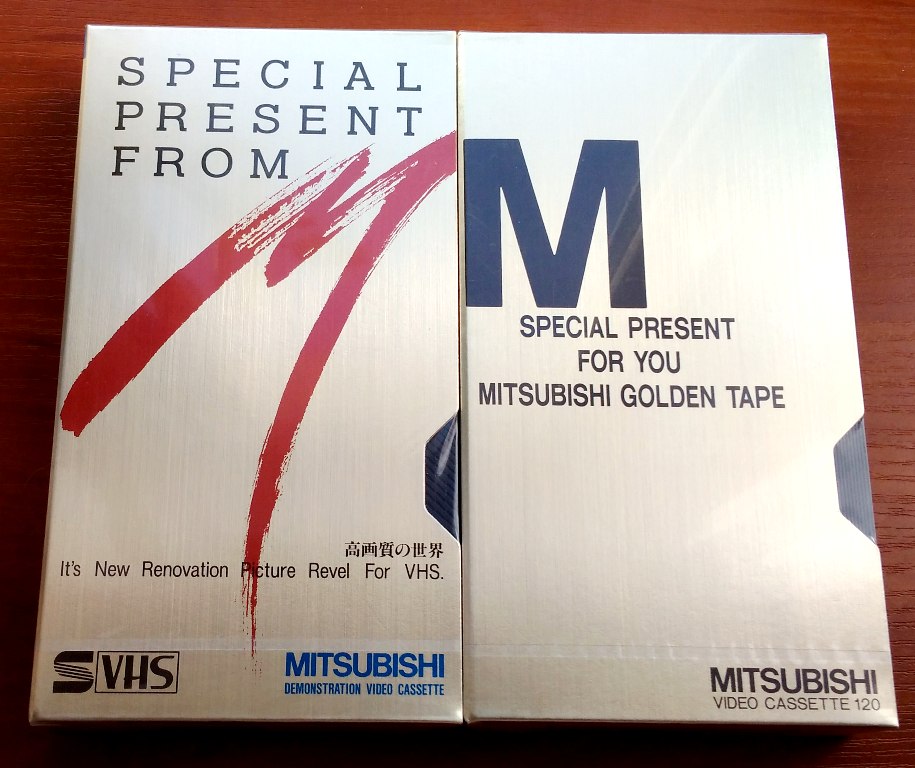 SPECIAL
PRESENT
FROM
高画質の世界
It's New Renovation Picture Revel For VHS.
S VHS
MITSUBISHI
DEMONSTRATION VIDEO CASSETTE
M
SPECIAL PRESENT
FOR YOU
MITSUBISHI GOLDEN TAPE
MITSUBISHI
VIDEO CASSETTE 120